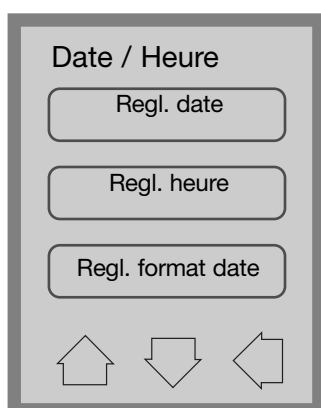 Date / Heure
Regl. date
Regl. heure
Regl. format date